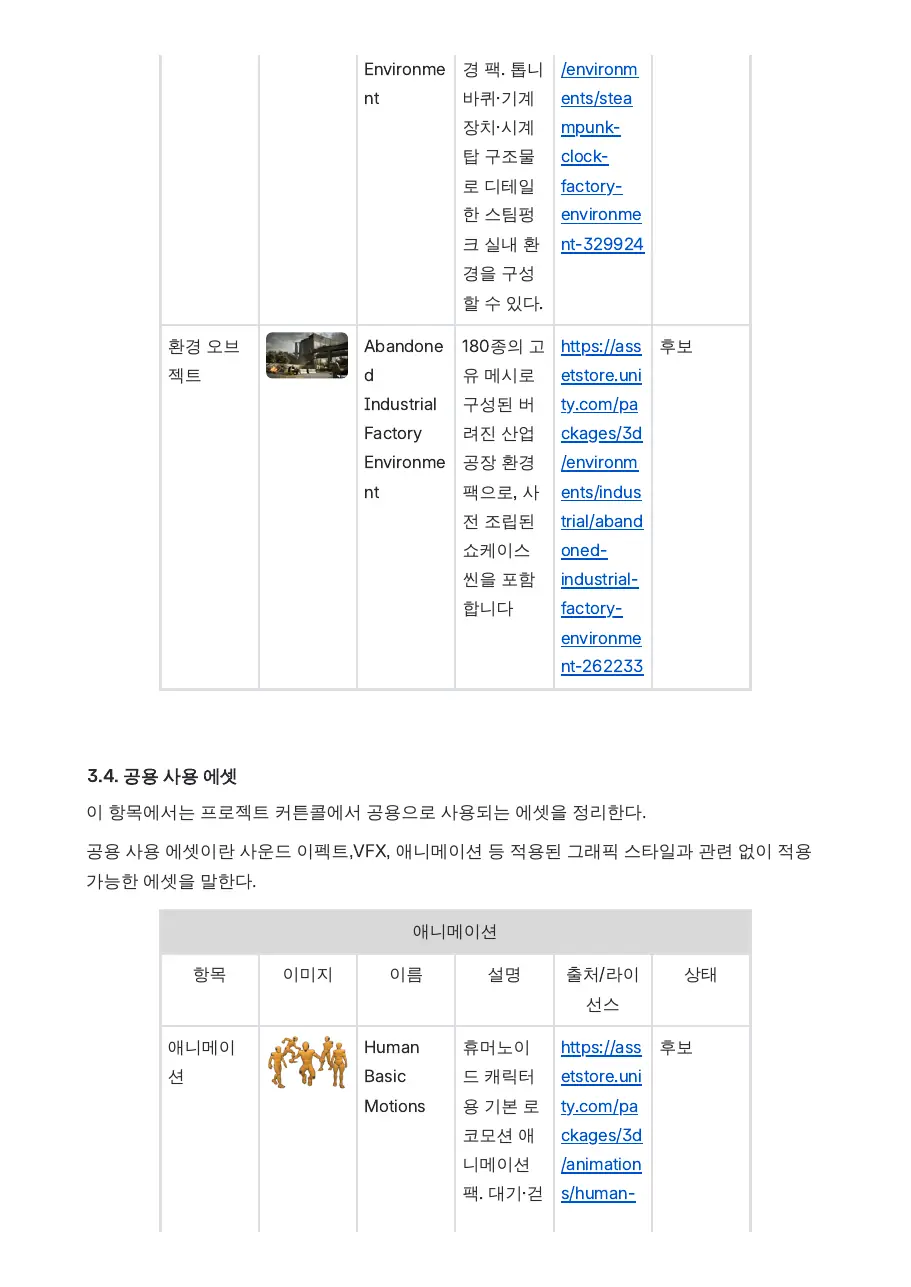 Environme
nt
경 팩. 톱니
바퀴·기계
장치·시계
탑 구조물
로 디테일
한 스팀펑
크 실내 환
경을 구성
할 수 있다.
/environm
ents/stea
mpunk-
clock-
factory-
environme
nt-329924
환경 오브
젝트
Abandone
d
Industrial
Factory
Environme
nt
180종의 고
유 메시로
구성된 버
려진 산업
공장 환경
팩으로, 사
전 조립된
쇼케이스
씬을 포함
합니다
https://ass
etstore.uni
ty.com/pa
ckages/3d
/environm
ents/indus
trial/aband
oned-
industrial-
factory-
environme
nt-262233
후보
3.4. 공용 사용 에셋
이 항목에서는 프로젝트 커튼콜에서 공용으로 사용되는 에셋을 정리한다.
공용 사용 에셋이란 사운드 이펙트,VFX, 애니메이션 등 적용된 그래픽 스타일과 관련 없이 적용
가능한 에셋을 말한다.
애니메이션
항목
이미지
이름
설명
출처/라이
선스
상태
애니메이
션
Human
Basic
Motions
휴머노이
드 캐릭터
용 기본 로
코모션 애
니메이션
팩. 대기·걷
https://ass
etstore.uni
ty.com/pa
ckages/3d
/animation
s/human-
후보